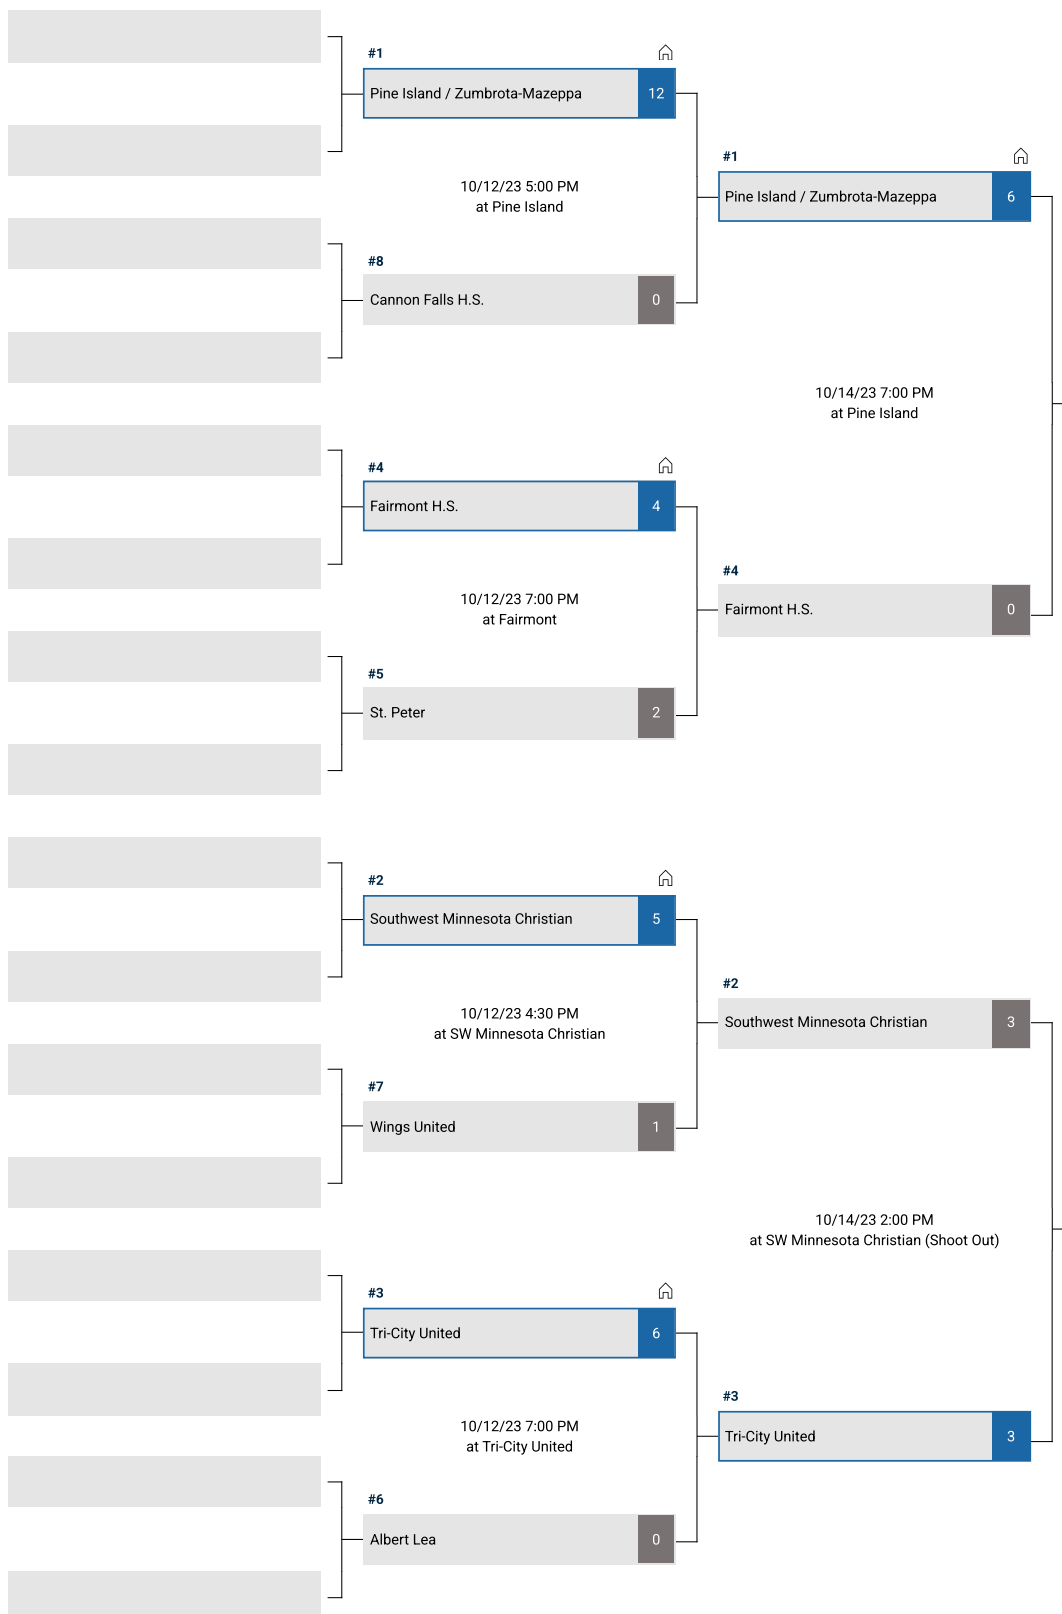 #1
Pine Island / Zumbrota-Mazeppa 12
10/12/23 5:00 PM
at Pine Island
#8
Cannon Falls H.S. 0
#1
Pine Island / Zumbrota-Mazeppa 6
10/14/23 7:00 PM
at Pine Island
#4
Fairmont H.S. 4
10/12/23 7:00 PM
at Fairmont
#5
St. Peter 2
#4
Fairmont H.S. 0
#2
Southwest Minnesota Christian 5
10/12/23 4:30 PM
at SW Minnesota Christian
#7
Wings United 1
#2
Southwest Minnesota Christian 3
10/14/23 2:00 PM
at SW Minnesota Christian (Shoot Out)
#3
Tri-City United 6
10/12/23 7:00 PM
at Tri-City United
#6
Albert Lea 0
#3
Tri-City United 3